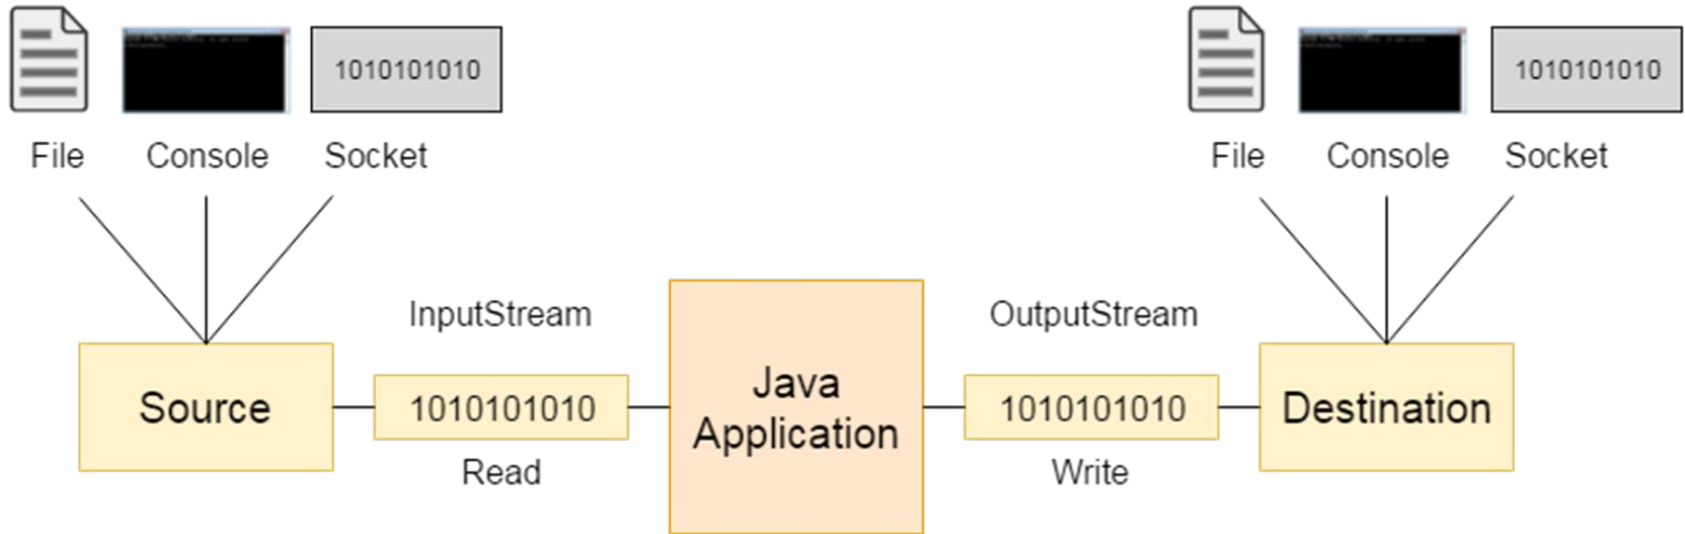 1010101010
1010101010
File Console Socket
File Console Socket
InputStream
OutputStream
Source
1010101010
Java
Application
1010101010
Destination
Read
Write